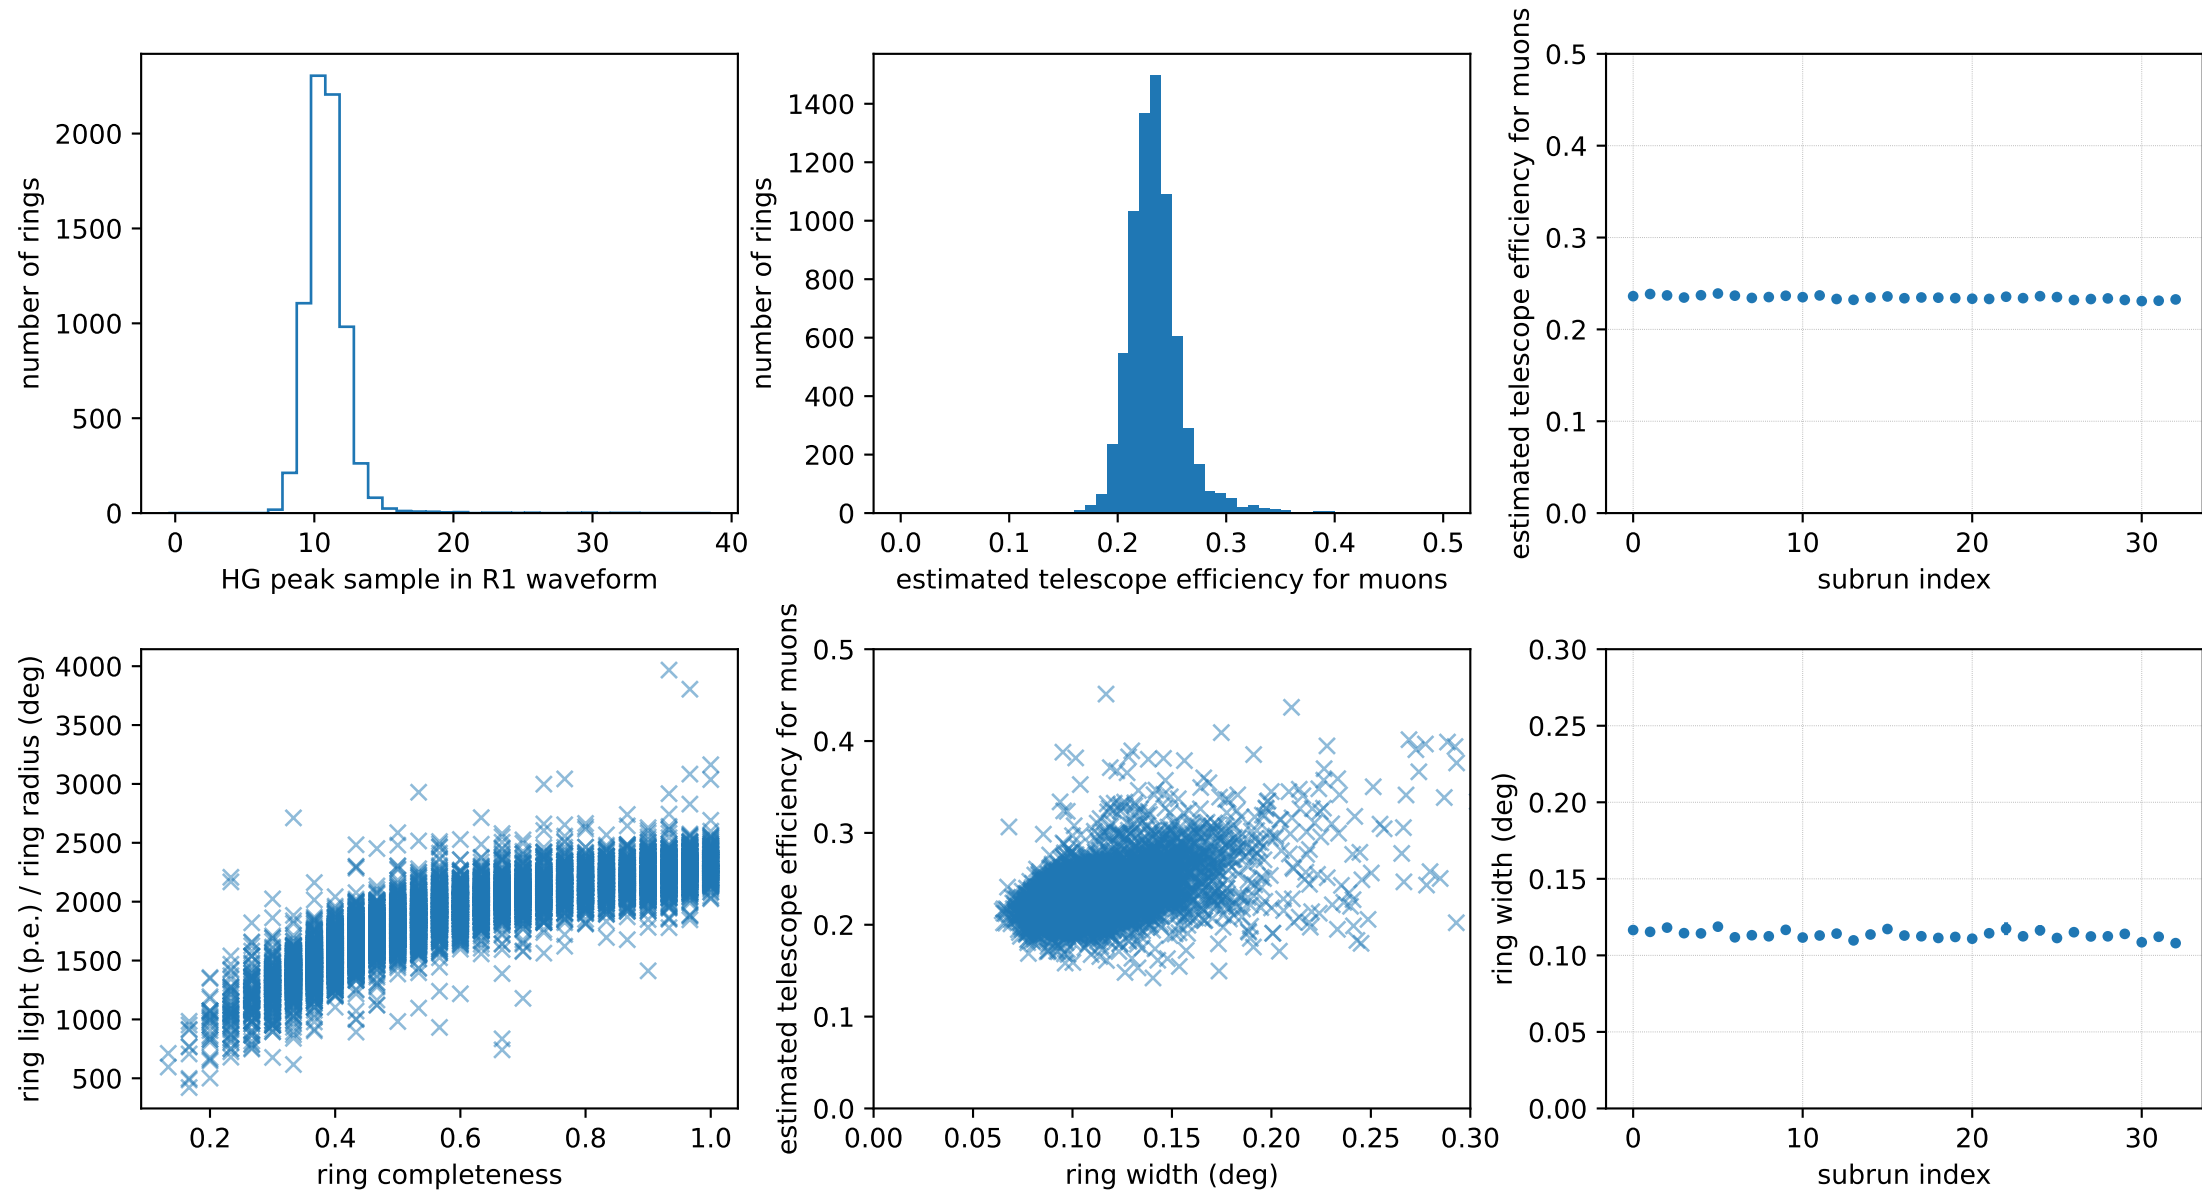 number of rings
2000
1500
1000
500
0
0 10 20 30 40
HG peak sample in R1 waveform
number of rings
1400
1200
1000
800
600
400
200
0
0.0 0.1 0.2 0.3 0.4 0.5
estimated telescope efficiency for muons
estimated telescope efficiency for muons
0.5
0.4
0.3
0.2
0.1
0.0
0 10 20 30
subrun index
ring light (p.e.) / ring radius (deg)
4000
3500
3000
2500
2000
1500
1000
500
0.2 0.4 0.6 0.8 1.0
ring completeness
estimated telescope efficiency for muons
0.5
0.4
0.3
0.2
0.1
0.0
0.00 0.05 0.10 0.15 0.20 0.25 0.30
ring width (deg)
ring width (deg)
0.30
0.25
0.20
0.15
0.10
0.05
0.00
0 10 20 30
subrun index